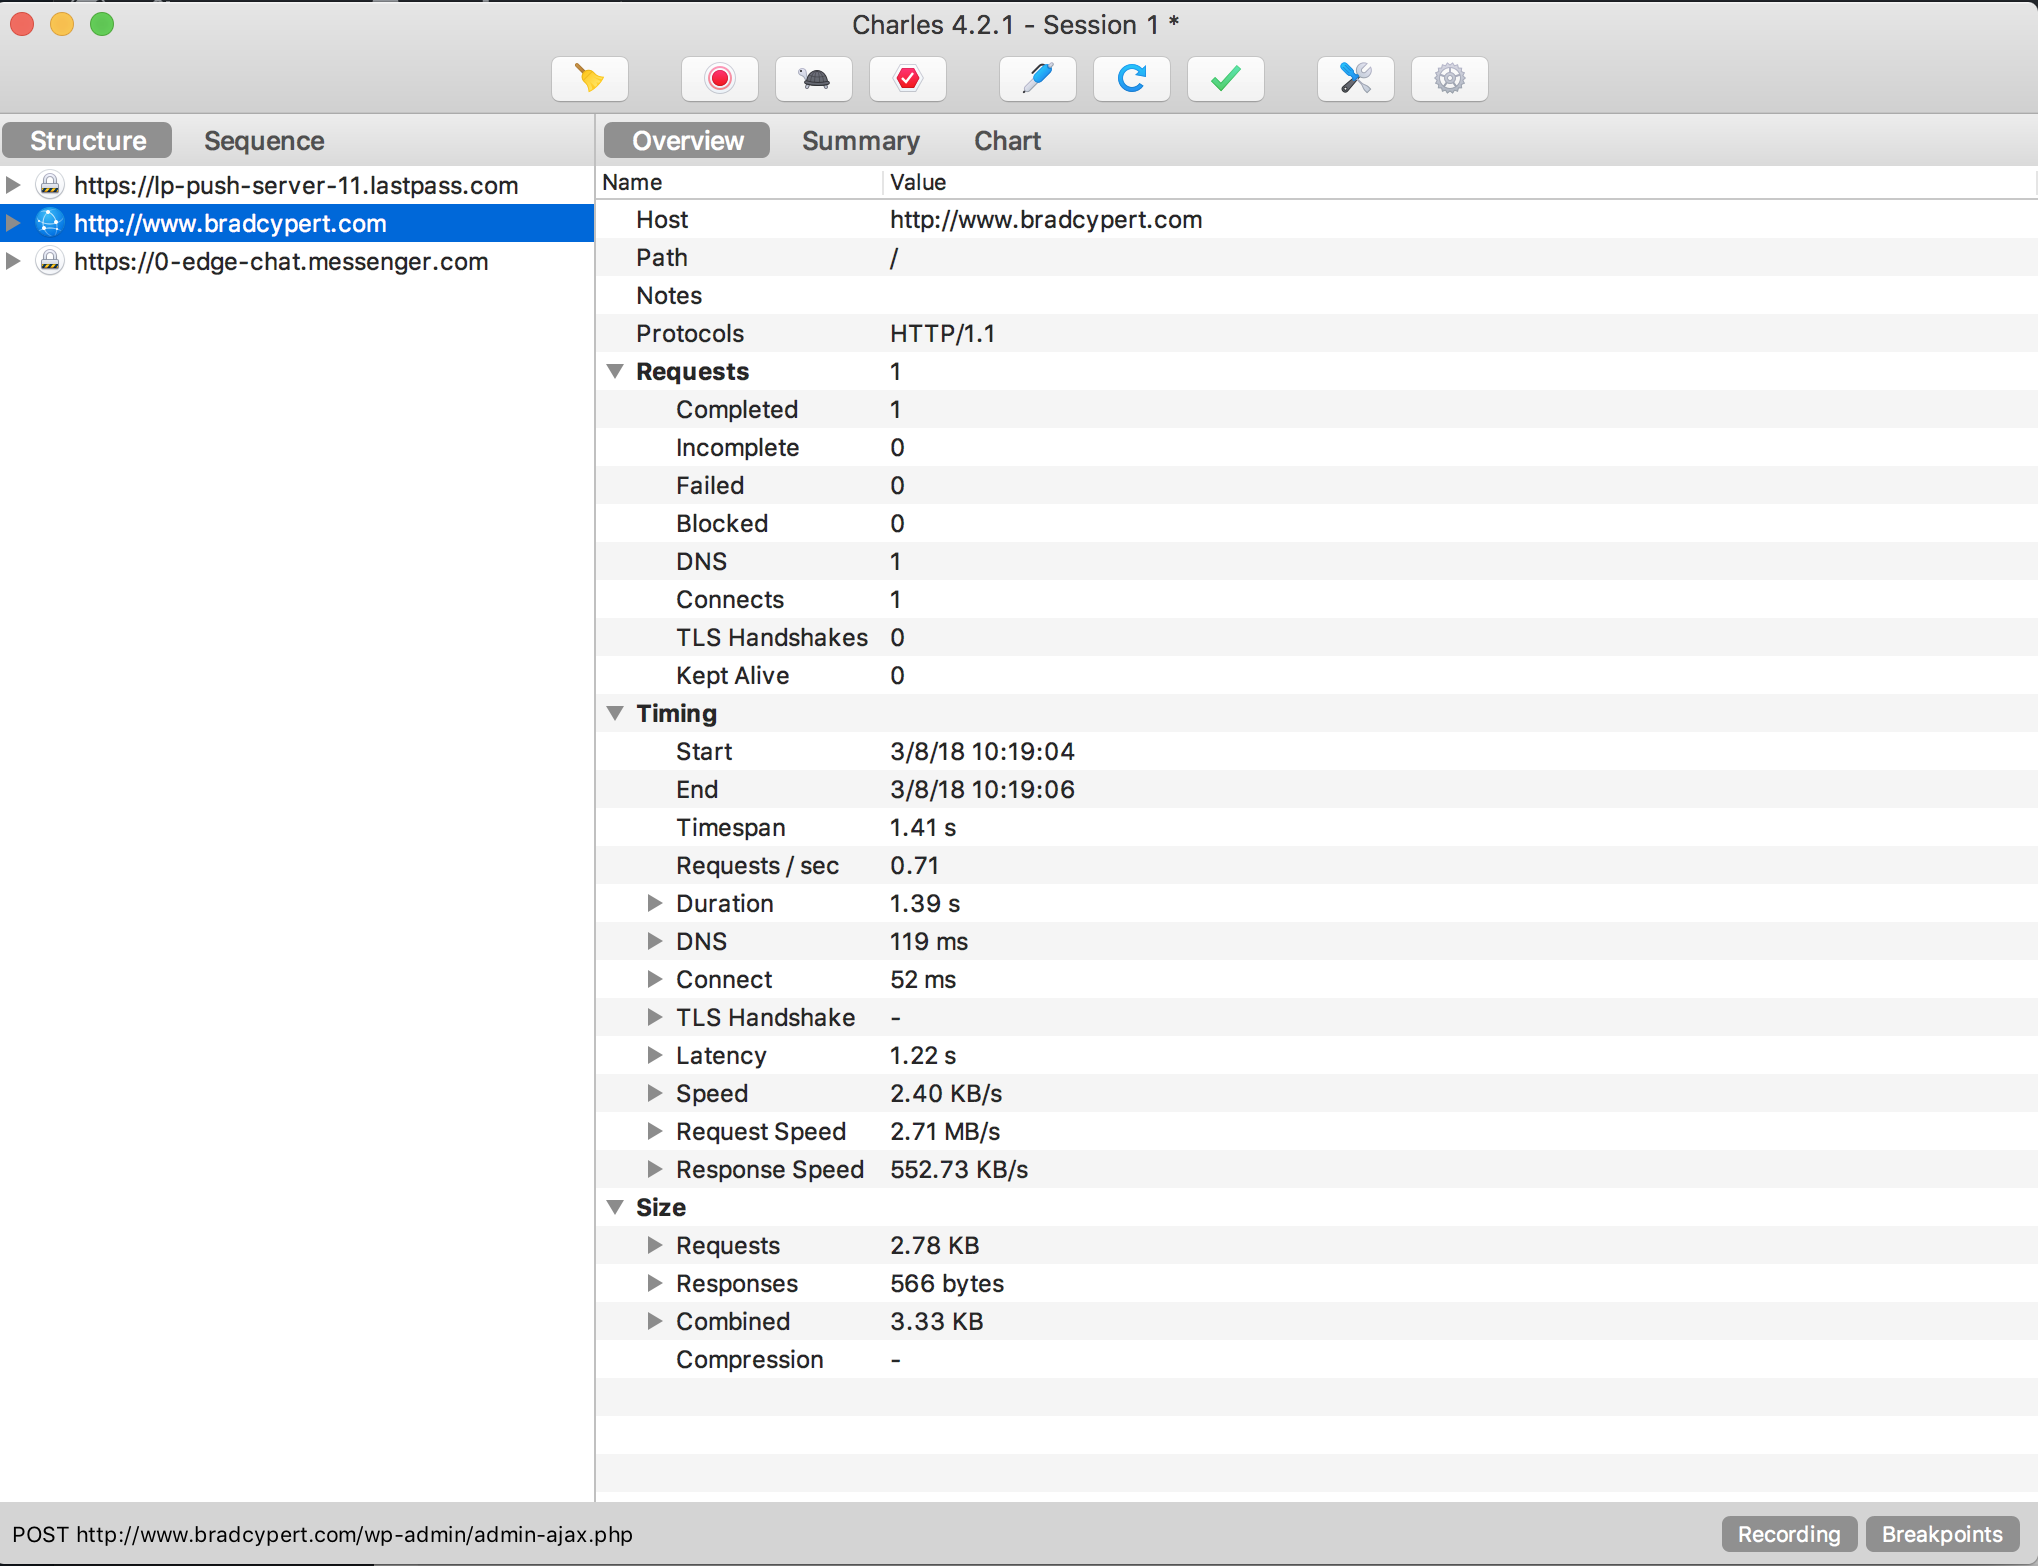 Charles 4.2.1 - Session 1 *
Structure Sequence
Overview Summary Chart
https://lp-push-server-11.lastpass.com
http://www.bradcypert.com
https://0-edge-chat.messenger.com
Name Value
Host http://www.bradcypert.com
Path /
Notes
Protocols HTTP/1.1
Requests 1
Completed 1
Incomplete 0
Failed 0
Blocked 0
DNS 1
Connects 1
TLS Handshakes 0
Kept Alive 0
Timing
Start 3/8/18 10:19:04
End 3/8/18 10:19:06
Timespan 1.41 s
Requests / sec 0.71
Duration 1.39 s
DNS 119 ms
Connect 52 ms
TLS Handshake -
Latency 1.22 s
Speed 2.40 KB/s
Request Speed 2.71 MB/s
Response Speed 552.73 KB/s
Size
Requests 2.78 KB
Responses 566 bytes
Combined 3.33 KB
Compression -
POST http://www.bradcypert.com/wp-admin/admin-ajax.php
Recording Breakpoints